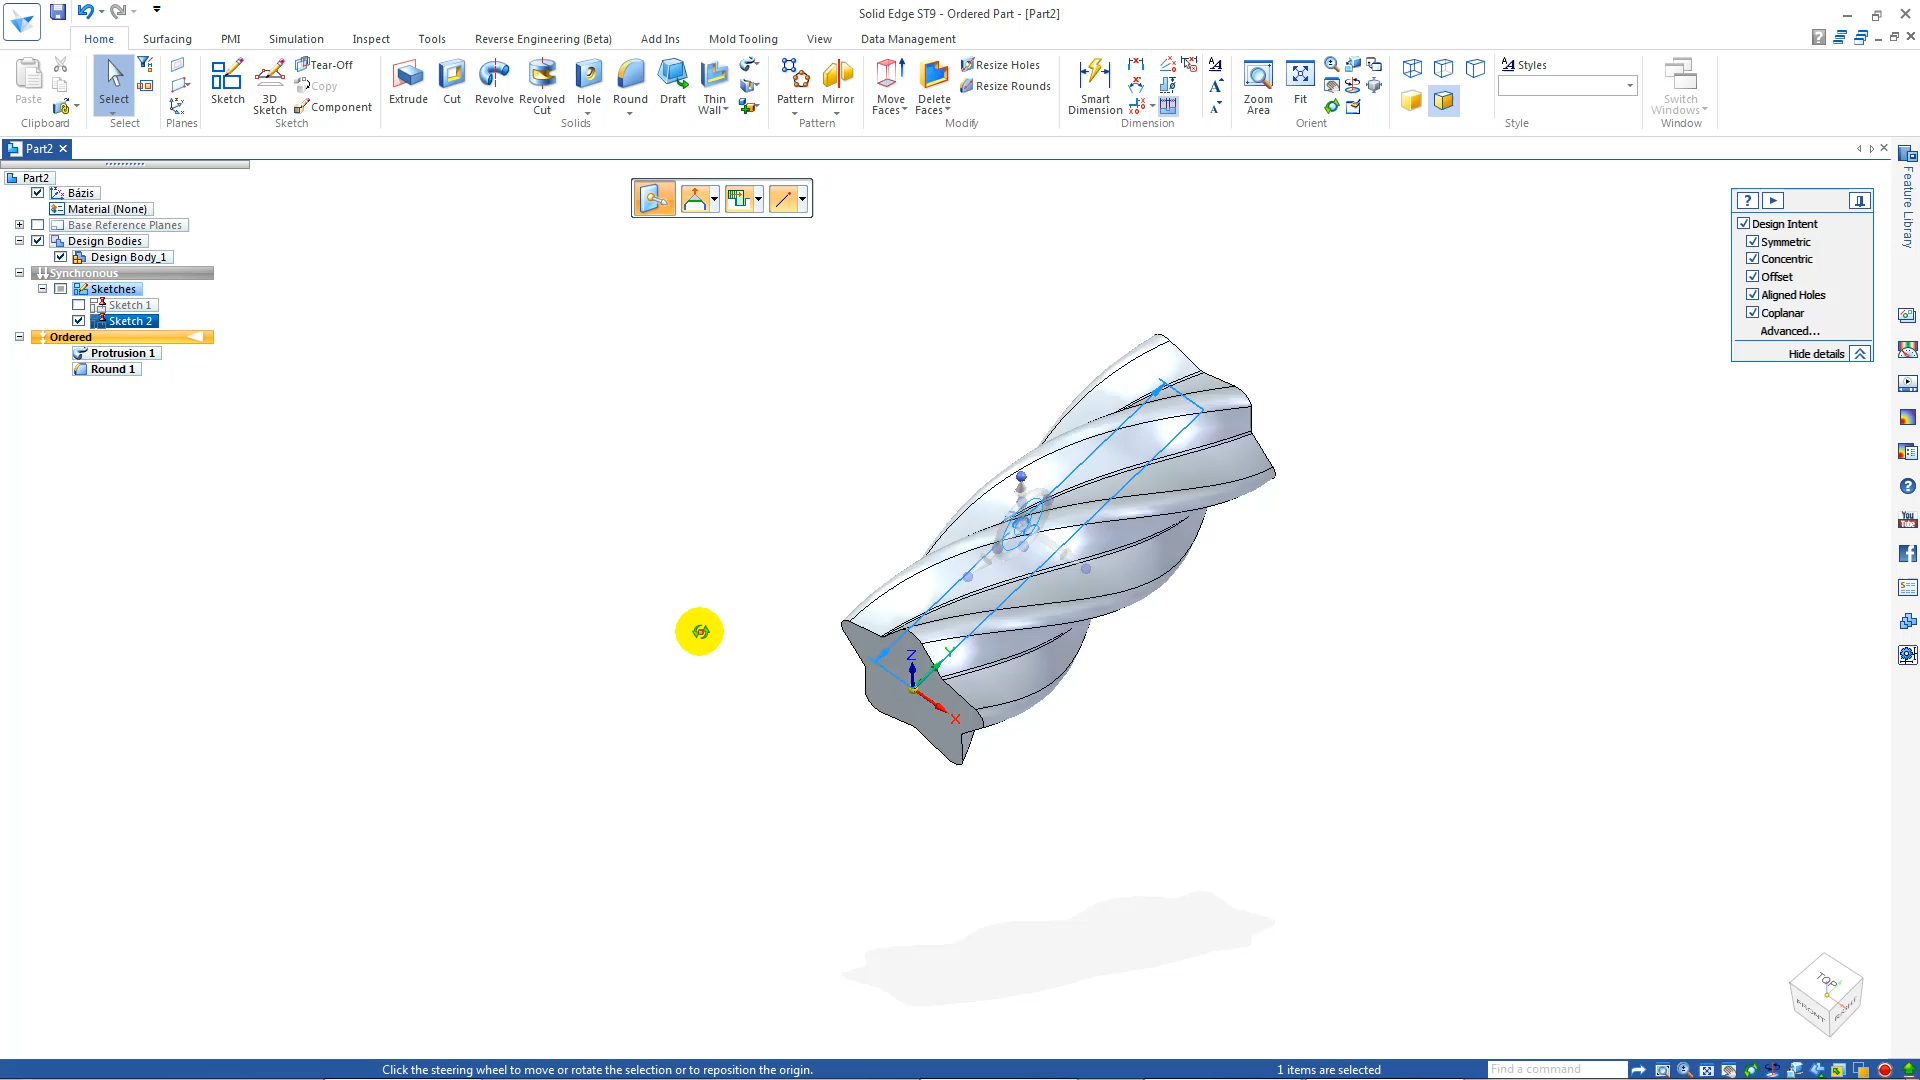 Solid Edge ST9 - Ordered Part - [Part2]
Home Surfacing PMI Simulation Inspect Tools Reverse Engineering (Beta) Add Ins Mold Tooling View Data Management
Paste
Clipboard
Select
Select
Planes
Sketch
3D Sketch
Tear-Off
Copy
Component
Sketch
Extrude
Cut
Revolve
Revolved Cut
Hole
Round
Draft
Thin Wall
Solids
Pattern
Mirror
Pattern
Move Faces
Delete Faces
Resize Holes
Resize Rounds
Modify
Smart Dimension
Dimension
Zoom Area
Fit
Orient
Styles
Style
Switch Windows
Window
Part2
Part2
Bázis
Material (None)
Base Reference Planes
Design Bodies
Design Body_1
Synchronous
Sketches
Sketch 1
Sketch 2
Ordered
Protrusion 1
Round 1
Design Intent
Symmetric
Concentric
Offset
Aligned Holes
Coplanar
Advanced...
Hide details
Feature Library
You Tube
Z
Y
X
TOP
FRONT
RIGHT
Click the steering wheel to move or rotate the selection or to reposition the origin.
1 items are selected
Find a command